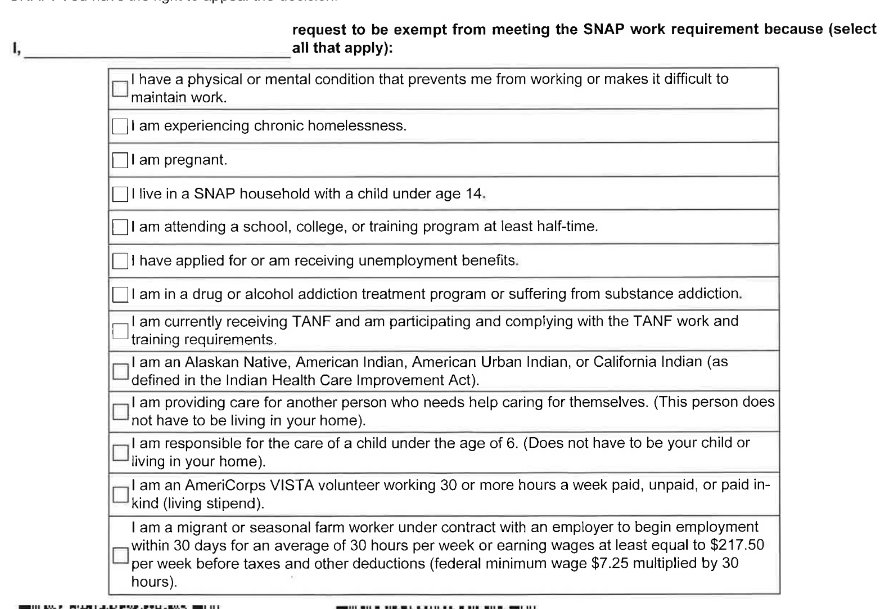 request to be exempt from meeting the SNAP work requirement because (select
I, ______________________________ all that apply):
I have a physical or mental condition that prevents me from working or makes it difficult to
maintain work.
I am experiencing chronic homelessness.
I am pregnant.
I live in a SNAP household with a child under age 14.
I am attending a school, college, or training program at least half-time.
I have applied for or am receiving unemployment benefits.
I am in a drug or alcohol addiction treatment program or suffering from substance addiction.
I am currently receiving TANF and am participating and complying with the TANF work and
training requirements.
I am an Alaskan Native, American Indian, American Urban Indian, or California Indian (as
defined in the Indian Health Care Improvement Act).
I am providing care for another person who needs help caring for themselves. (This person does
not have to be living in your home).
I am responsible for the care of a child under the age of 6. (Does not have to be your child or
living in your home).
I am an AmeriCorps VISTA volunteer working 30 or more hours a week paid, unpaid, or paid in-
kind (living stipend).
I am a migrant or seasonal farm worker under contract with an employer to begin employment
within 30 days for an average of 30 hours per week or earning wages at least equal to $217.50
per week before taxes and other deductions (federal minimum wage $7.25 multiplied by 30
hours).